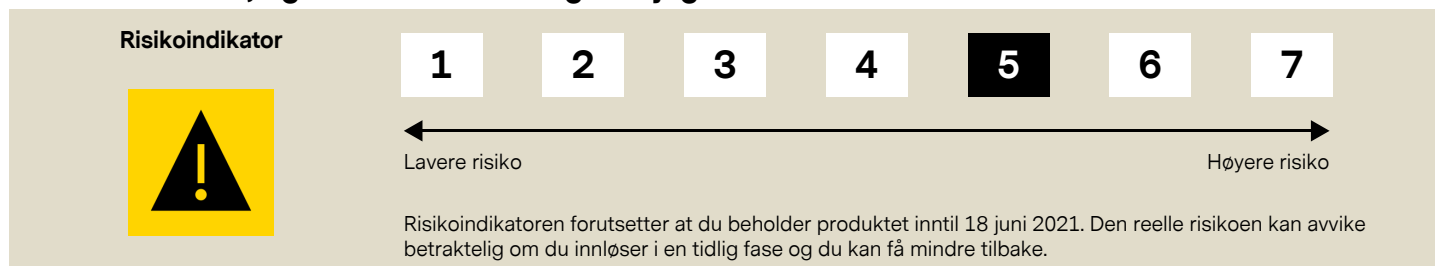 Risikoindikator
1 2 3 4 5 6 7
Lavere risiko Høyere risiko
Risikoindikatoren forutsetter at du beholder produktet inntil 18 juni 2021. Den reelle risikoen kan avvike
betraktelig om du innløser i en tidlig fase og du kan få mindre tilbake.